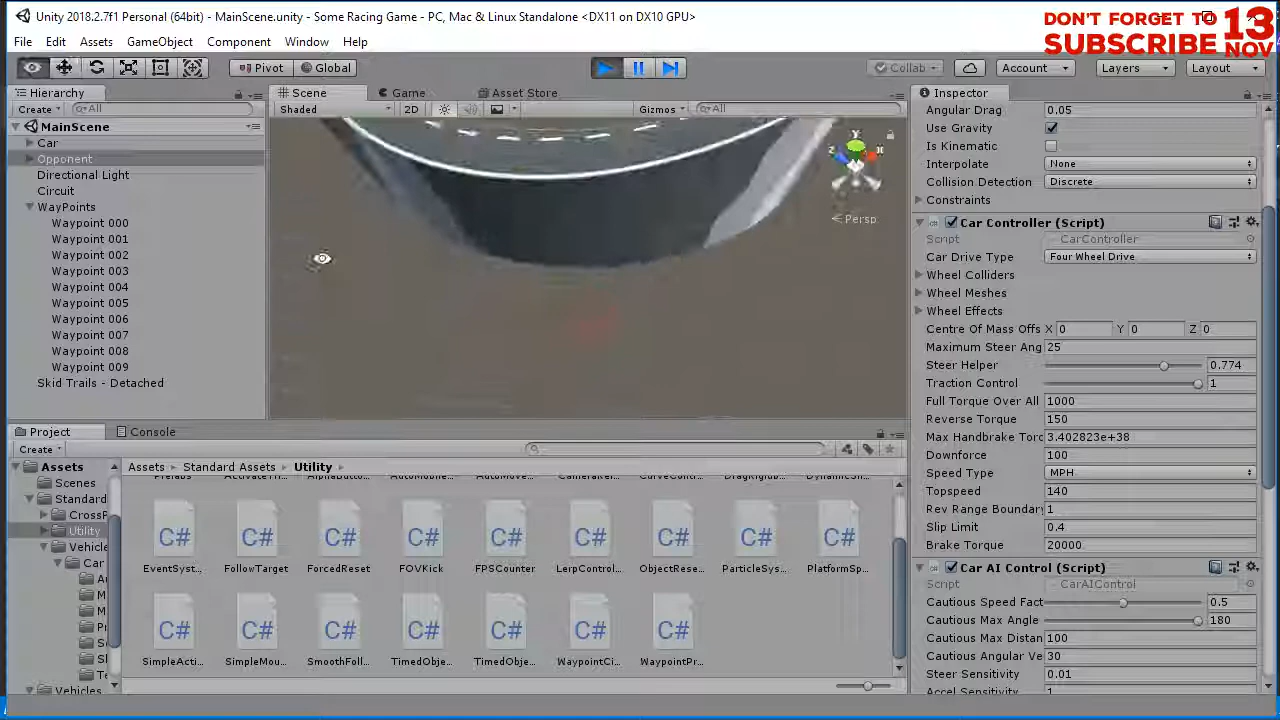 Unity 2018.2.7f1 Personal (64bit) - MainScene.unity - Some Racing Game - PC, Mac & Linux Standalone <DX11 on DX10 GPU>
DON'T FORGET TO
SUBSCRIBE
13
NOV
File Edit Assets GameObject Component Window Help
Pivot Global Collab Account Layers Layout
Hierarchy
Create All
MainScene
Car
Opponent
Directional Light
Circuit
WayPoints
Waypoint 000
Waypoint 001
Waypoint 002
Waypoint 003
Waypoint 004
Waypoint 005
Waypoint 006
Waypoint 007
Waypoint 008
Waypoint 009
Skid Trails - Detached
Scene Game Asset Store
Shaded 2D Gizmos All
y
z
x
Persp
Inspector
Angular Drag 0.05
Use Gravity
Is Kinematic
Interpolate None
Collision Detection Discrete
Constraints
Car Controller (Script)
Script CarController
Car Drive Type Four Wheel Drive
Wheel Colliders
Wheel Meshes
Wheel Effects
Centre Of Mass Offs X 0 Y 0 Z 0
Maximum Steer Ang 25
Steer Helper 0.774
Traction Control 1
Full Torque Over All 1000
Reverse Torque 150
Max Handbrake Torc 3.402823e+38
Downforce 100
Speed Type MPH
Topspeed 140
Rev Range Boundary 1
Slip Limit 0.4
Brake Torque 20000
Car AI Control (Script)
Script CarAIControl
Cautious Speed Fact 0.5
Cautious Max Angle 180
Cautious Max Distan 100
Cautious Angular Ve 30
Steer Sensitivity 0.01
Accel Sensitivity 1
Project Console
Create
Assets
Scenes
Standard
CrossP
Utility
Vehicle
Car
Vehicles
Assets Standard Assets Utility
C# C# C# C# C# C# C# C# C#
EventSyst... FollowTarget ForcedReset FOVKick FPSCounter LerpControl... ObjectRese... ParticleSys... PlatformSp...
C# C# C# C# C# C# C#
SimpleActi... SimpleMou... SmoothFoll... TimedObje... TimedObje... WaypointCi... WaypointPr...